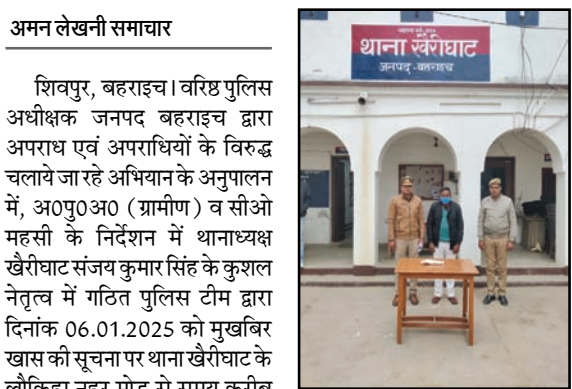 अमन लेखनी समाचार
शिवपुर, बहराइच। वरिष्ठ पुलिस
अधीक्षक जनपद बहराइच द्वारा
अपराध एवं अपराधियों के विरुद्ध
चलाये जा रहे अभियान के अनुपालन
में, अ0पु0अ0 (ग्रामीण) व सीओ
महसी के निर्देशन में थानाध्यक्ष
खैरीघाट संजय कुमार सिंह के कुशल
नेतृत्व में गठित पुलिस टीम द्वारा
दिनांक 06.01.2025 को मुखबिर
खास की सूचना पर थाना खैरीघाट के
थाना खैरीघाट
जनपद-बहराइच